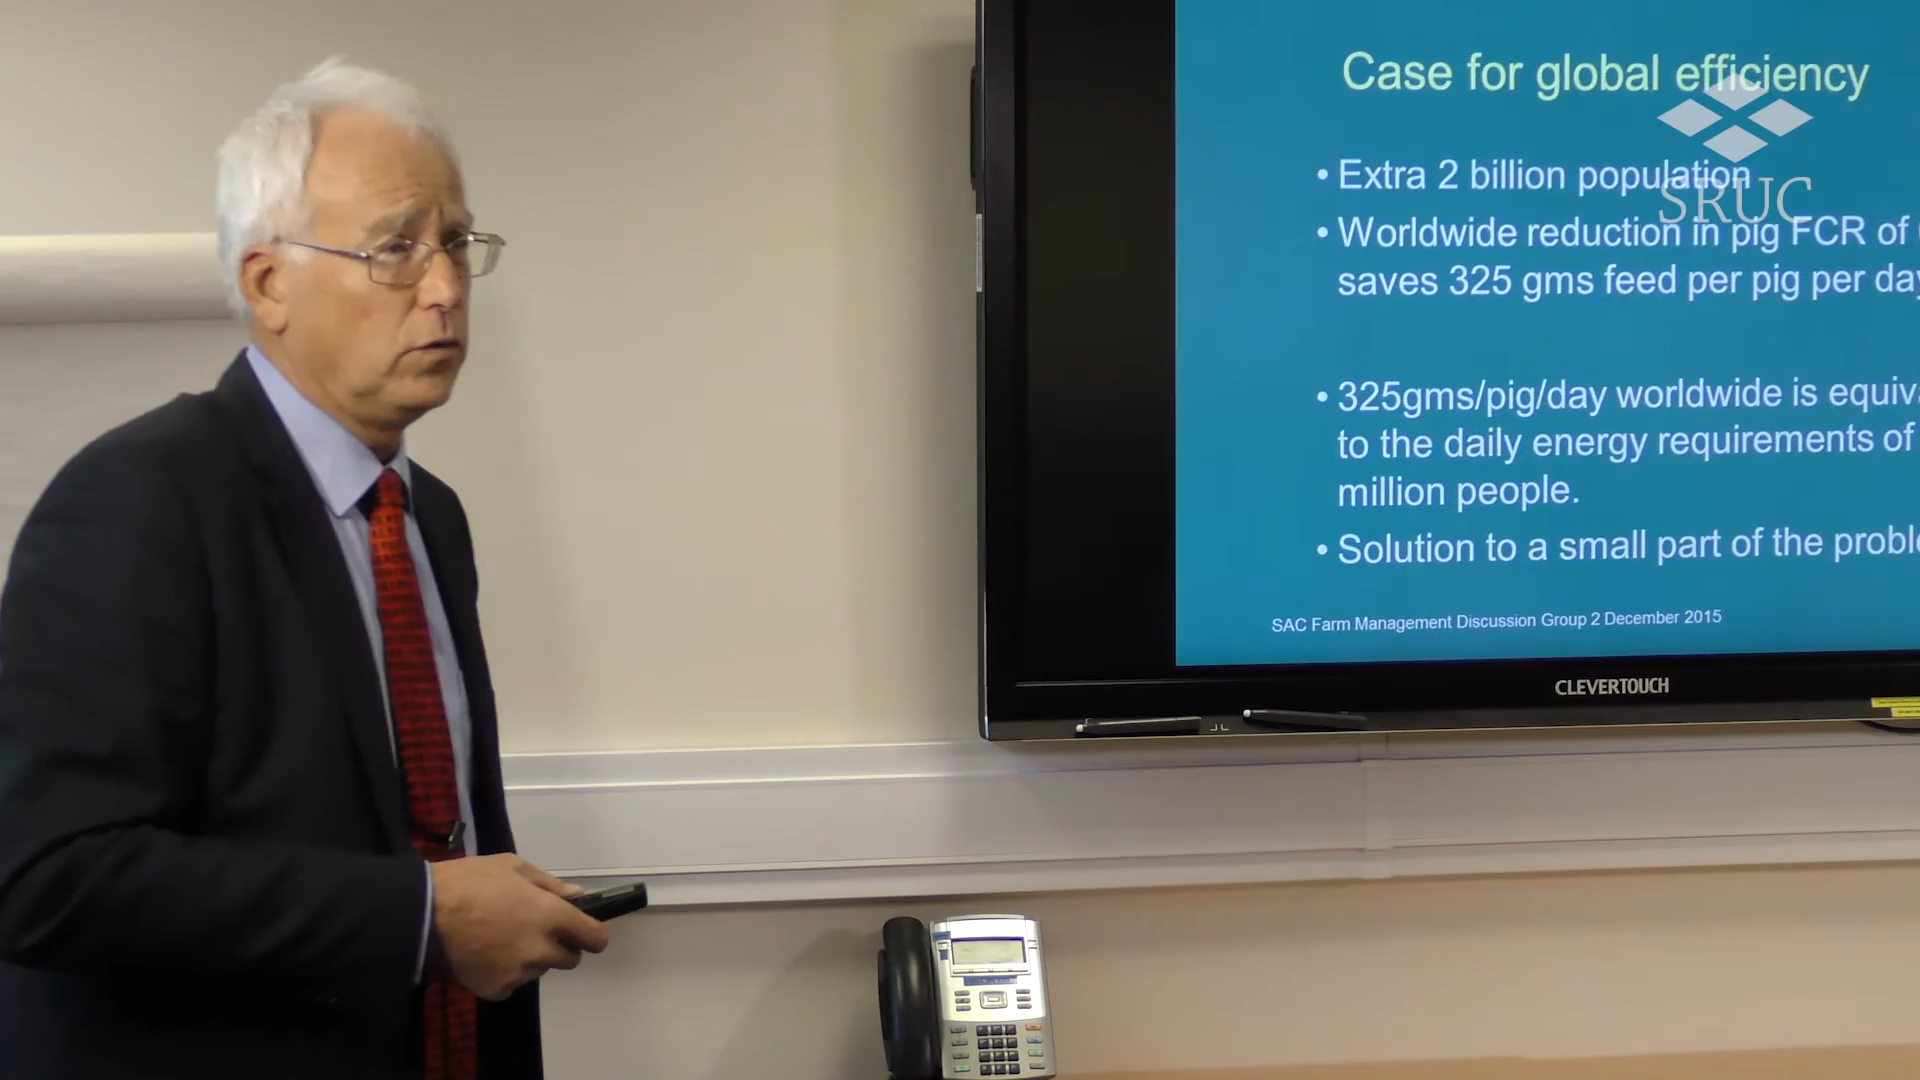 Case for global efficiency
• Extra 2 billion population
SRUC
• Worldwide reduction in pig FCR of
saves 325 gms feed per pig per day
• 325gms/pig/day worldwide is
to the daily energy requirements of
million people.
• Solution to a small part of the
SAC Farm Management Discussion Group 2 December 2015
CLEVERTOUCH